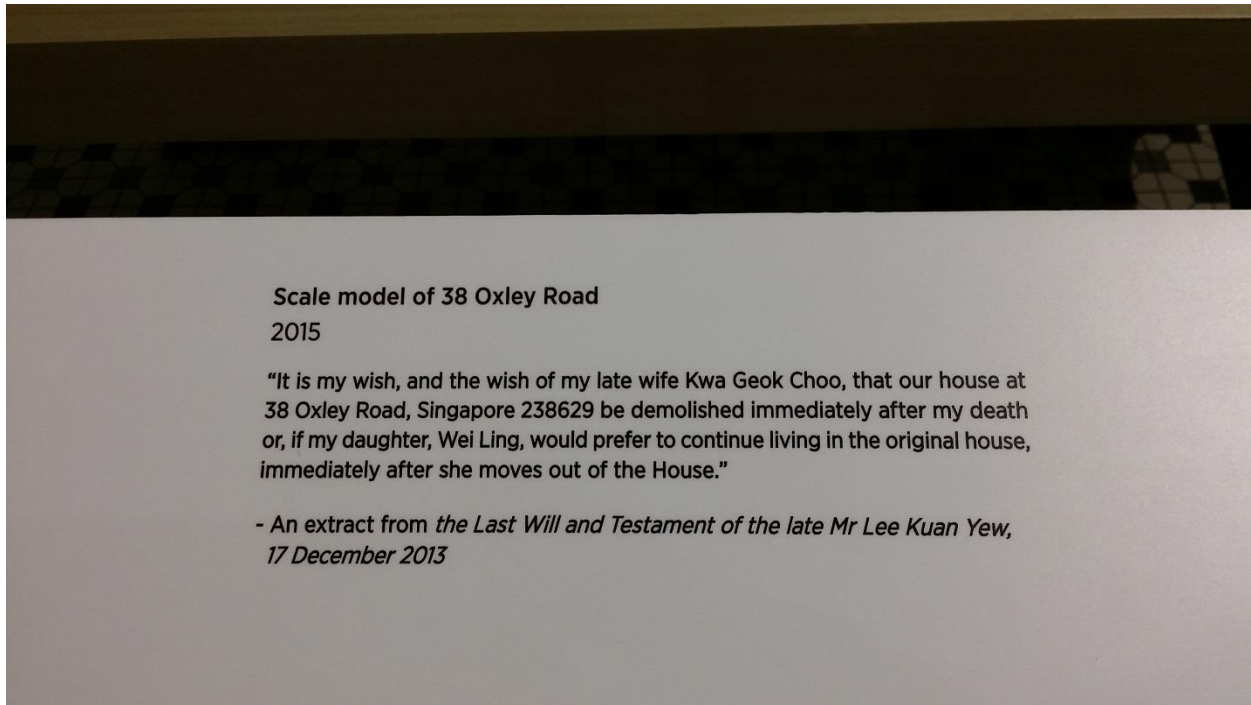 Scale model of 38 Oxley Road
2015
“It is my wish, and the wish of my late wife Kwa Geok Choo, that our house at
38 Oxley Road, Singapore 238629 be demolished immediately after my death
or, if my daughter, Wei Ling, would prefer to continue living in the original house,
immediately after she moves out of the House.”
- An extract from the Last Will and Testament of the late Mr Lee Kuan Yew,
17 December 2013